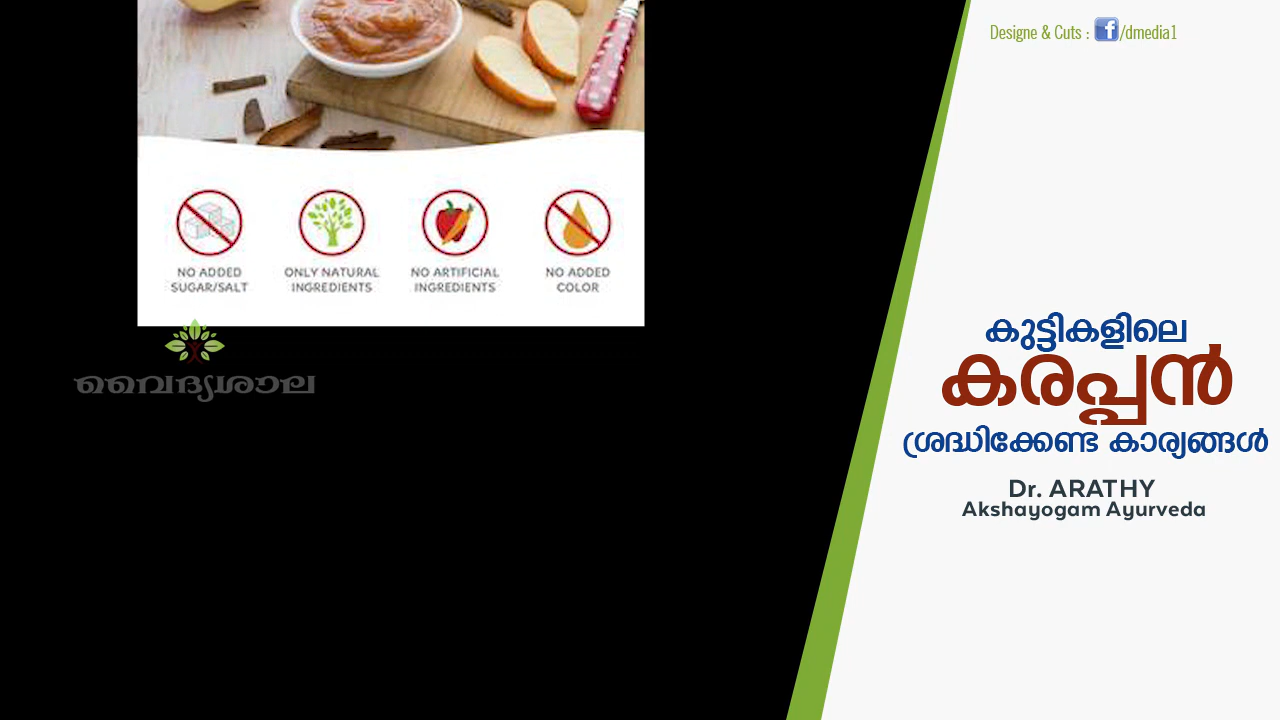 Designe & Cuts : f/dmedia1
NO ADDED
SUGAR/SALT
ONLY NATURAL
INGREDIENTS
NO ARTIFICIAL
INGREDIENTS
NO ADDED
COLOR
വൈദ്യശാല
കുട്ടികളിലെ
കരപ്പൻ
ശ്രദ്ധിക്കേണ്ട കാര്യങ്ങൾ
Dr. ARATHY
Akshayogam Ayurveda